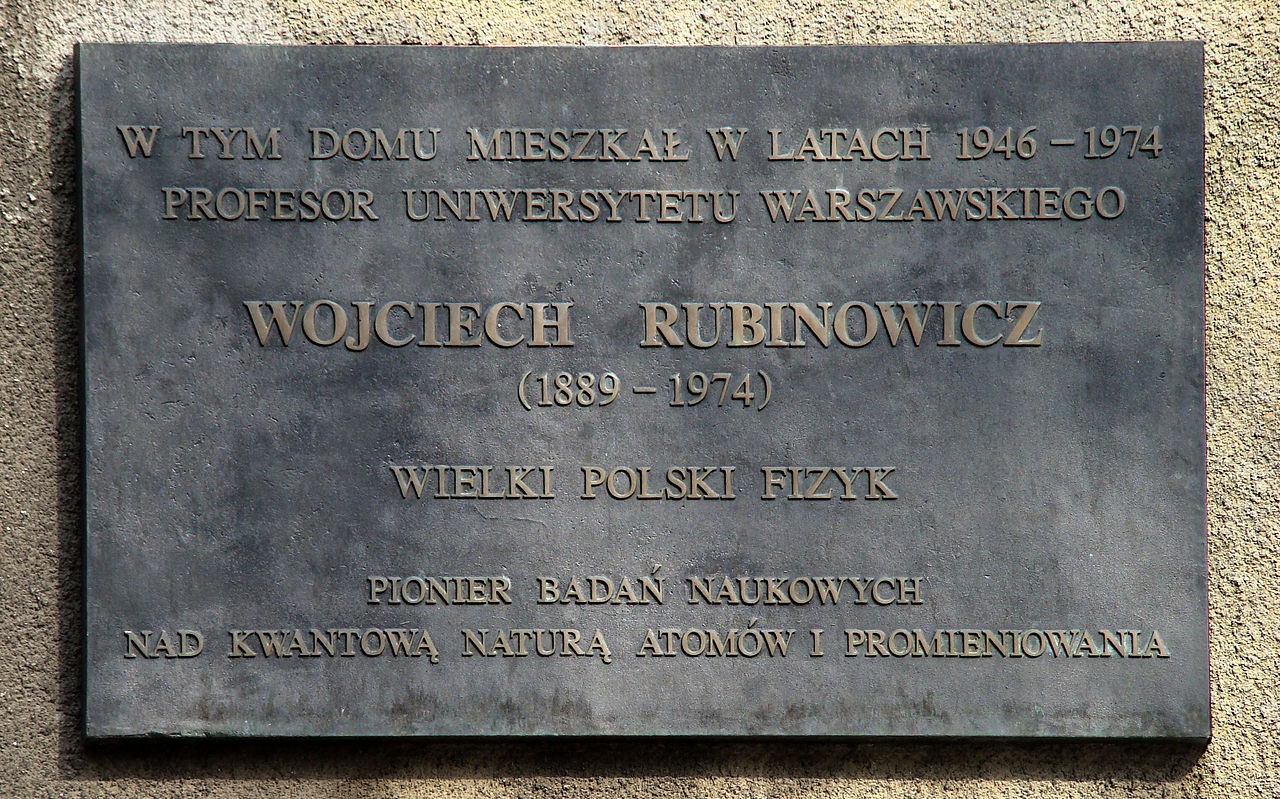 W TYM DOMU MIESZKAŁ W LATACH 1946 – 1974
PROFESOR UNIWERSYTETU WARSZAWSKIEGO
WOJCIECH RUBINOWICZ
(1889 – 1974)
WIELKI POLSKI FIZYK
PIONIER BADAŃ NAUKOWYCH
NAD KWANTOWĄ NATURĄ ATOMÓW I PROMIENIOWANIA